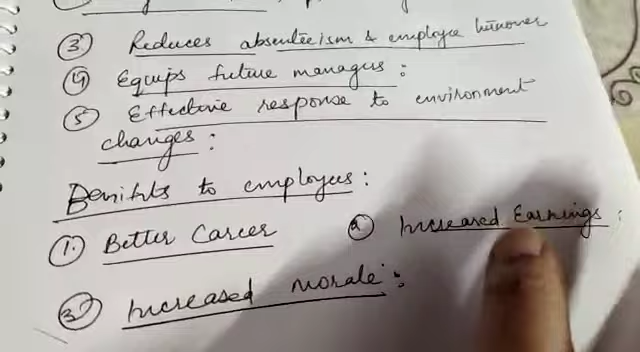 ③ Reduces absenteeism & employee turnover
④ Equips future managers :
⑤ Effective response to environment
changes :
Benifits to employees :
① Better Career ② Increased Earnings :
③ Increased morale :